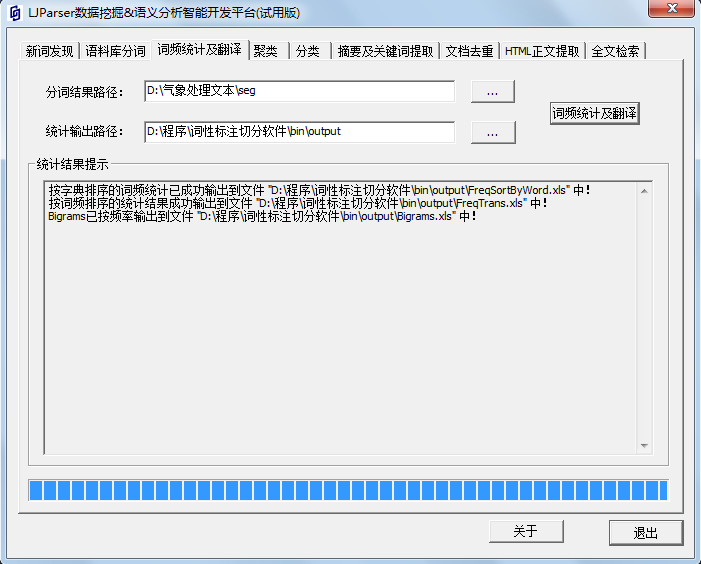 LJParser数据挖掘&语义分析智能开发平台(试用版)
新词发现 语料库分词 词频统计及翻译 聚类 分类 摘要及关键词提取 文档去重 HTML正文提取 全文检索
分词结果路径： D:\气象处理文本\seg ...
词频统计及翻译
统计输出路径： D:\程序\词性标注切分软件\bin\output ...
统计结果提示
按字典排序的词频统计已成功输出到文件 "D:\程序\词性标注切分软件\bin\output\FreqSortByWord.xls" 中！
按词频排序的统计结果成功输出到文件 "D:\程序\词性标注切分软件\bin\output\FreqTrans.xls" 中！
Bigrams已按频率输出到文件 "D:\程序\词性标注切分软件\bin\output\Bigrams.xls" 中！
关于 退出